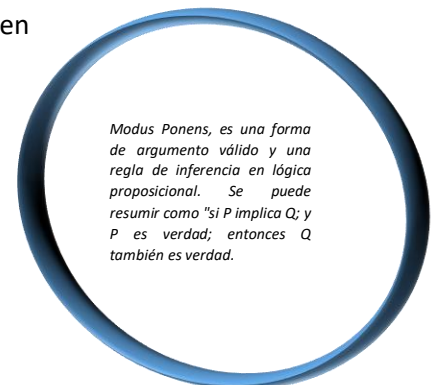 en
Modus Ponens, es una forma
de argumento válido y una
regla de inferencia en lógica
proposicional. Se puede
resumir como "si P implica Q; y
P es verdad; entonces Q
también es verdad.